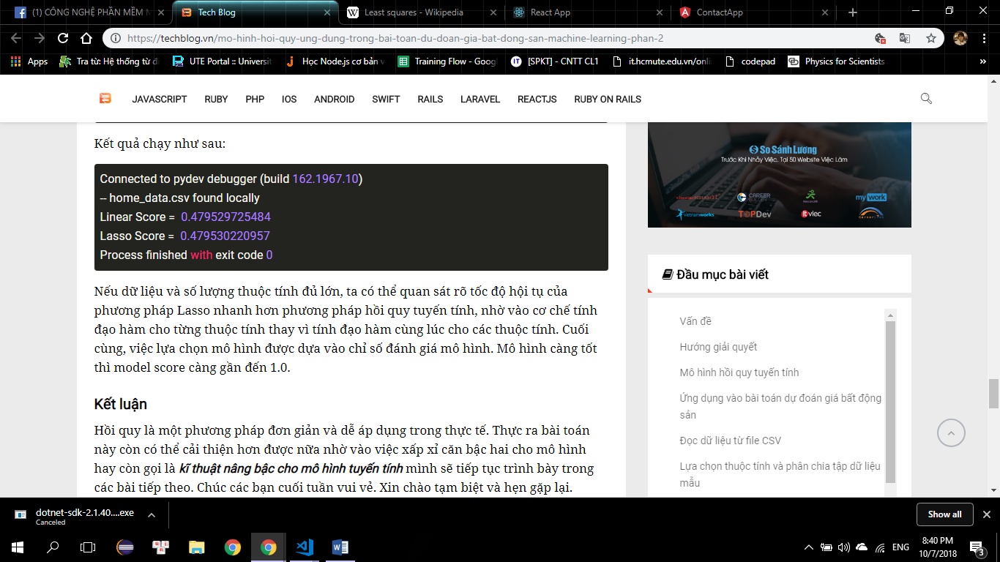 (1) CÔNG NGHỆ PHẦN MỀM
Tech Blog
Least squares - Wikipedia
React App
ContactApp
https://techblog.vn/mo-hinh-hoi-quy-ung-dung-trong-bai-toan-du-doan-gia-bat-dong-san-machine-learning-phan-2
Apps
Tra từ: Hệ thống từ đi
UTE Portal :: Universit
Học Node.js cơ bản v
Training Flow - Goog
[SPKT] - CNTT CL1
it.hcmute.edu.vn/onli
codepad
Physics for Scientists
»
JAVASCRIPT
RUBY
PHP
IOS
ANDROID
SWIFT
RAILS
LARAVEL
REACTJS
RUBY ON RAILS
Kết quả chạy như sau:
Connected to pydev debugger (build 162.1967.10)
-- home_data.csv found locally
Linear Score = 0.479529725484
Lasso Score = 0.479530220957
Process finished with exit code 0
Nếu dữ liệu và số lượng thuộc tính đủ lớn, ta có thể quan sát rõ tốc độ hội tụ của
phương pháp Lasso nhanh hơn phương pháp hồi quy tuyến tính, nhờ vào cơ chế tính
đạo hàm cho từng thuộc tính thay vì tính đạo hàm cùng lúc cho các thuộc tính. Cuối
cùng, việc lựa chọn mô hình được dựa vào chỉ số đánh giá mô hình. Mô hình càng tốt
thì model score càng gần đến 1.0.
Kết luận
Hồi quy là một phương pháp đơn giản và dễ áp dụng trong thực tế. Thực ra bài toán
này còn có thể cải thiện hơn được nữa nhờ vào việc xấp xỉ căn bậc hai cho mô hình
hay còn gọi là kĩ thuật nâng bậc cho mô hình tuyến tính mình sẽ tiếp tục trình bày trong
các bài tiếp theo. Chúc các bạn cuối tuần vui vẻ. Xin chào tạm biệt và hẹn gặp lại.
So Sánh Lương
Trước Khi Nhảy Việc. Tại 50 Website Việc Làm
CAREER
my work
vietnamworks
TOPDev
itviec
Đầu mục bài viết
Vấn đề
Hướng giải quyết
Mô hình hồi quy tuyến tính
Ứng dụng vào bài toán dự đoán giá bất động
sản
Đọc dữ liệu từ file CSV
Lựa chọn thuộc tính và phân chia tập dữ liệu
mẫu
dotnet-sdk-2.1.40....exe
Canceled
Show all
ENG
8:40 PM
10/7/2018
3